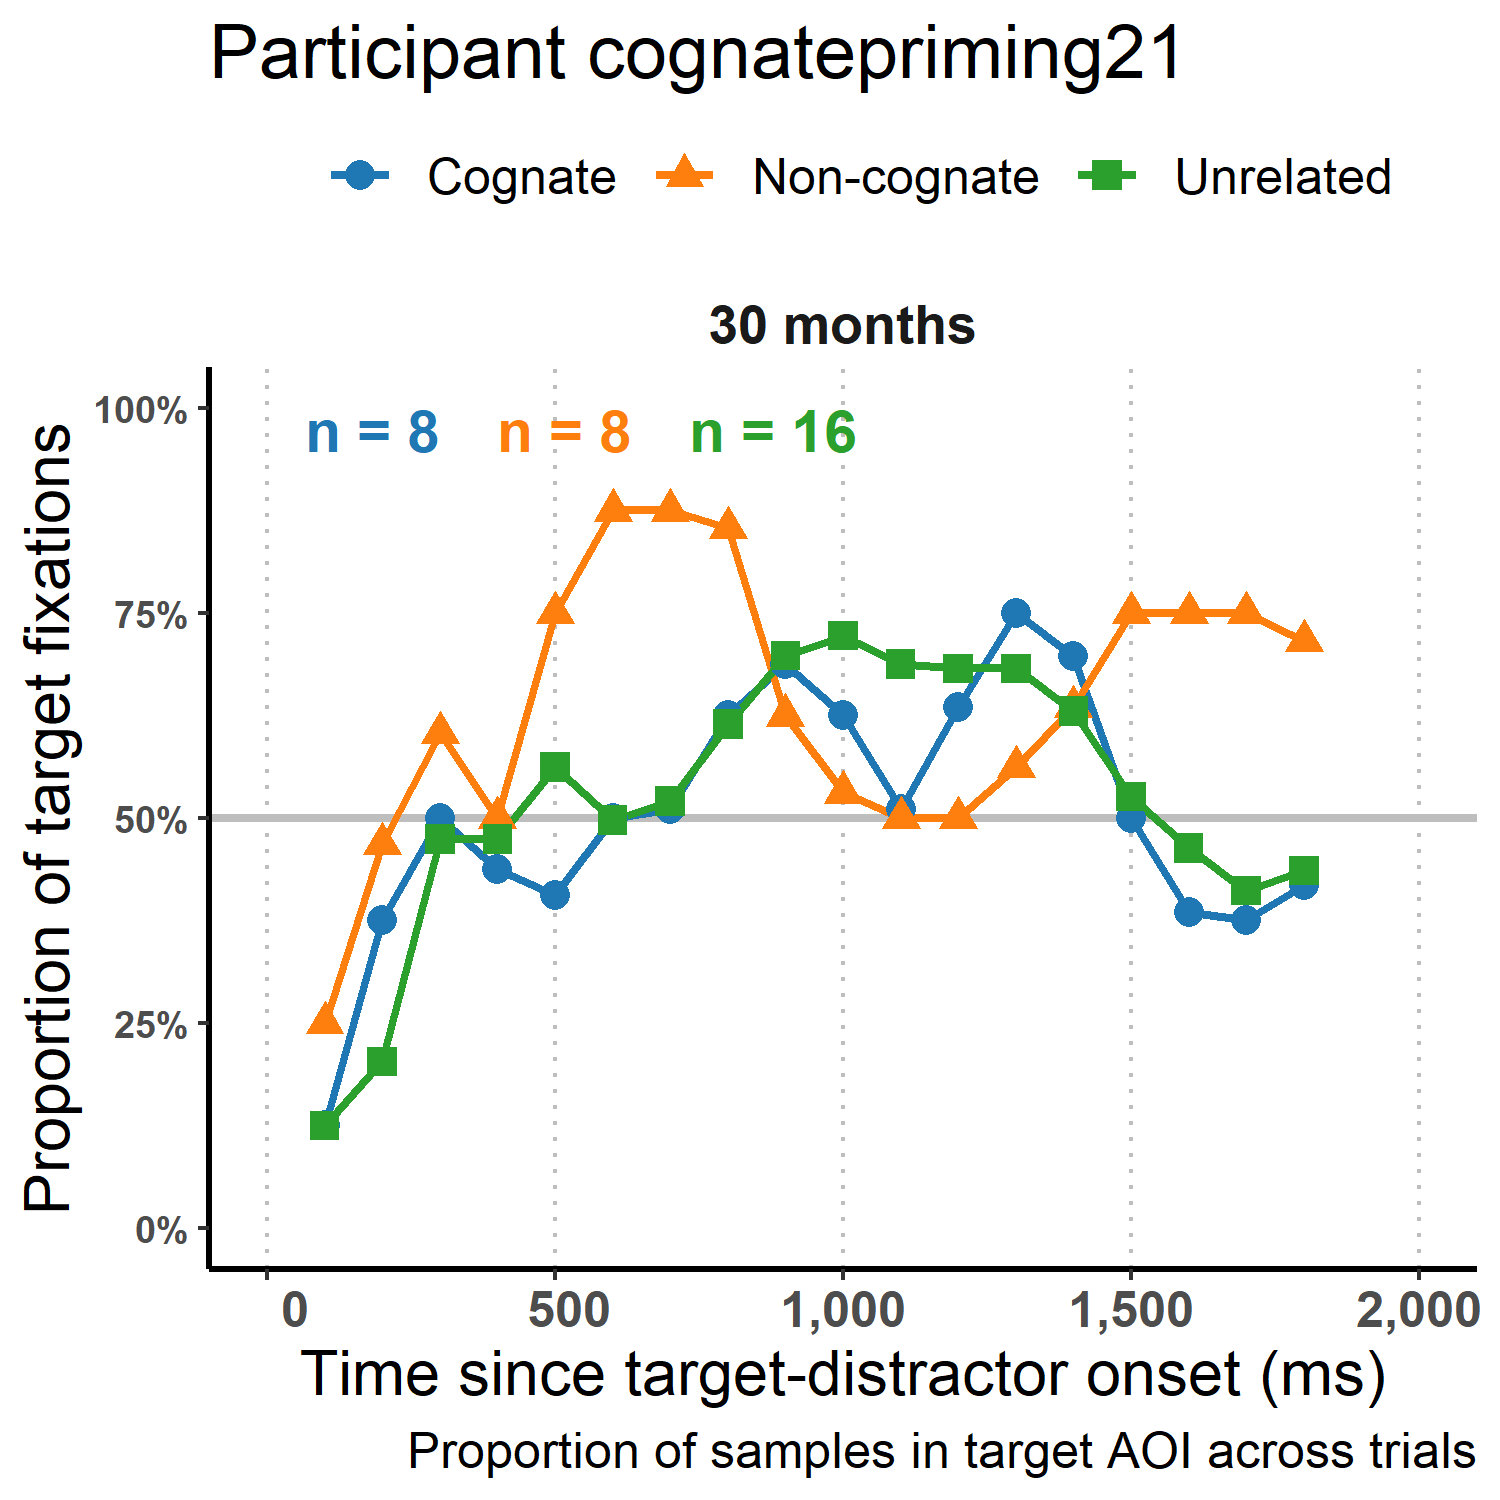 Participant cognatepriming21
Cognate Non-cognate Unrelated
30 months
n = 8 n = 8 n = 16
Proportion of target fixations
100%
75%
50%
25%
0%
0 500 1,000 1,500 2,000
Time since target-distractor onset (ms)
Proportion of samples in target AOI across trials